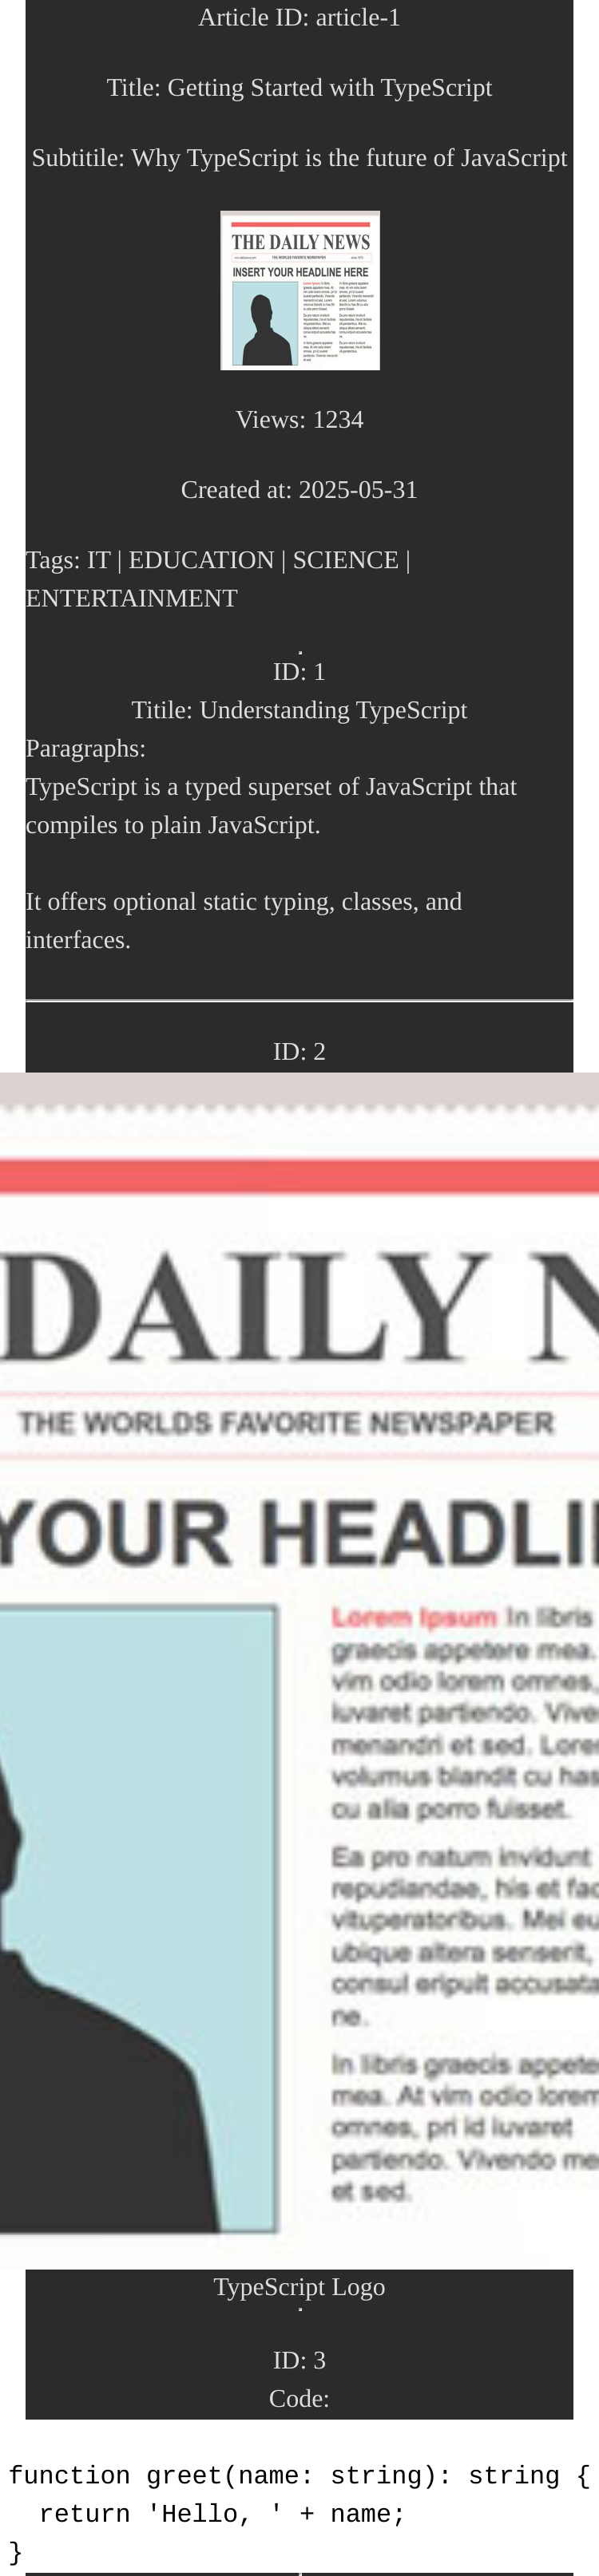 Article ID: article-1
Title: Getting Started with TypeScript
Subtitile: Why TypeScript is the future of JavaScript
THE DAILY NEWS
THE WORLDS FAVORITE NEWSPAPER
INSERT YOUR HEADLINE HERE
Views: 1234
Created at: 2025-05-31
Tags: IT | EDUCATION | SCIENCE |
ENTERTAINMENT
ID: 1
Titile: Understanding TypeScript
Paragraphs:
TypeScript is a typed superset of JavaScript that
compiles to plain JavaScript.
It offers optional static typing, classes, and
interfaces.
ID: 2
DAILY N
THE WORLDS FAVORITE NEWSPAPER
YOUR HEADLI
Lorem Ipsum In libris
graecis appetere mea.
vim odio lorem omnes,
iuvaret partiendo. Vive
menandri et sed. Lore
volumus blandit cu has
cu alia porro fuisset.
Ea pro natum invidunt
repudiandae, his et fac
vituperatoribus. Mei eu
ubique altera senserit,
consul eripuit accusata
ne.
In libris graecis appete
mea. At vim odio lorem
omnes, pri id iuvaret
partiendo. Vivendo me
et sed.
TypeScript Logo
ID: 3
Code:
function greet(name: string): string {
  return 'Hello, ' + name;
}